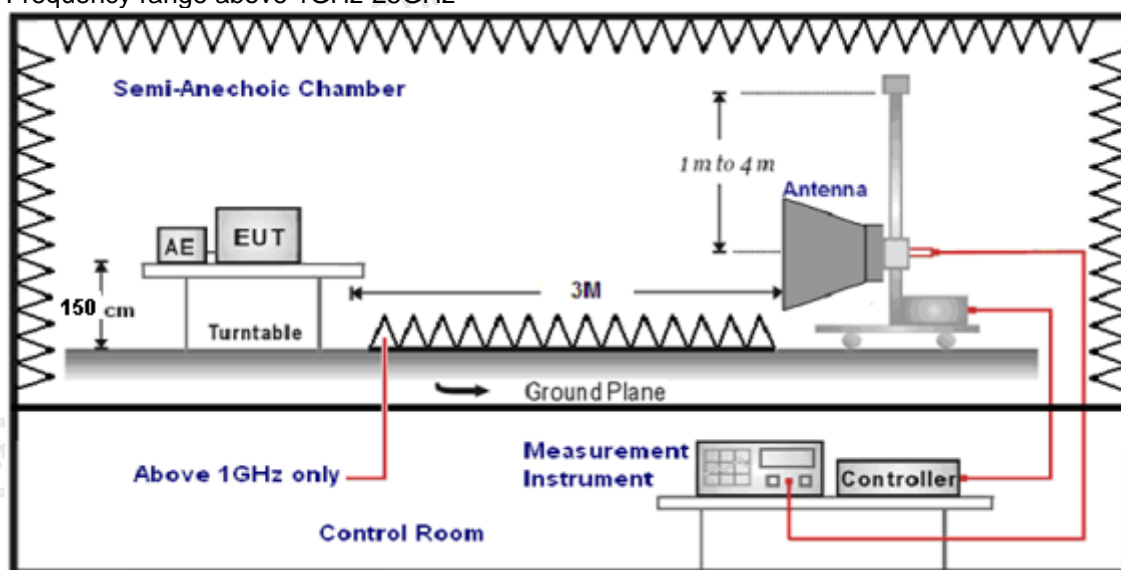 Frequency range above 1GHz-25GHz
Semi-Anechoic Chamber
1 m to 4 m
Antenna
AE
EUT
150 cm
3M
Turntable
Ground Plane
Above 1GHz only
Measurement
Instrument
Controller
Control Room